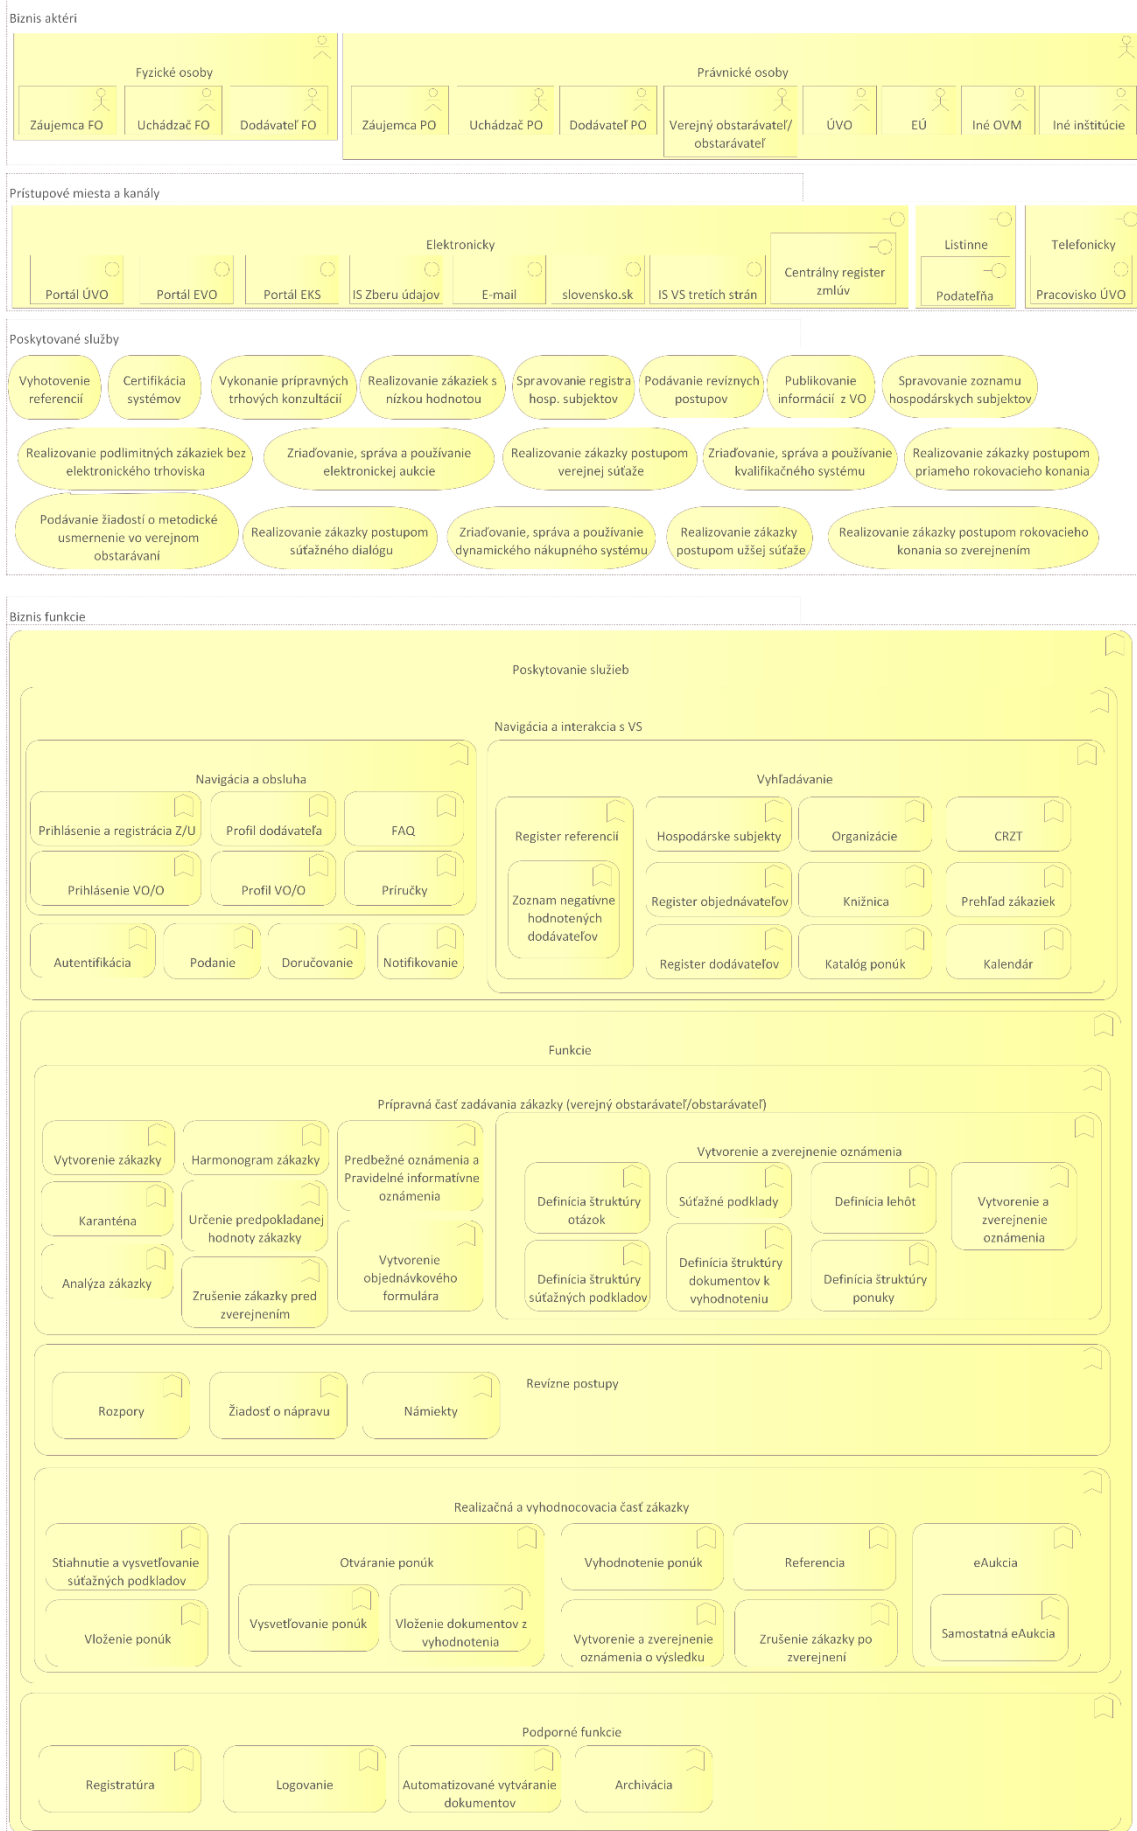 Biznis aktéri
Fyzické osoby
Právnické osoby
Záujemca FO
Uchádzač FO
Dodávateľ FO
Záujemca PO
Uchádzač PO
Dodávateľ PO
Verejný obstarávateľ/
obstarávateľ
ÚVO
EÚ
Iné OVM
Iné inštitúcie
Prístupové miesta a kanály
Elektronicky
Listinne
Telefonicky
Portál ÚVO
Portál EVO
Portál EKS
IS Zberu údajov
E-mail
slovensko.sk
IS VS tretích strán
Centrálny register
zmlúv
Podateľňa
Pracovisko ÚVO
Poskytované služby
Vyhotovenie
referencií
Certifikácia
systémov
Vykonanie prípravných
trhových konzultácií
Realizovanie zákaziek s
nízkou hodnotou
Spravovanie registra
hosp. subjektov
Podávanie revíznych
postupov
Publikovanie
informácií z VO
Spravovanie zoznamu
hospodárskych subjektov
Realizovanie podlimitných zákaziek bez
elektronického trhoviska
Zriaďovanie, správa a používanie
elektronickej aukcie
Realizovanie zákazky postupom
verejnej súťaže
Zriaďovanie, správa a používanie
kvalifikačného systému
Realizovanie zákazky postupom
priameho rokovacieho konania
Podávanie žiadostí o metodické
usmernenie vo verejnom
obstarávaní
Realizovanie zákazky postupom
súťažného dialógu
Zriaďovanie, správa a používanie
dynamického nákupného systému
Realizovanie zákazky
postupom užšej súťaže
Realizovanie zákazky postupom rokovacieho
konania so zverejnením
Biznis funkcie
Poskytovanie služieb
Navigácia a interakcia s VS
Navigácia a obsluha
Prihlásenie a registrácia Z/U
Profil dodávateľa
FAQ
Prihlásenie VO/O
Profil VO/O
Príručky
Autentifikácia
Podanie
Doručovanie
Notifikovanie
Vyhľadávanie
Register referencií
Zoznam negatívne
hodnotených
dodávateľov
Hospodárske subjekty
Organizácie
CRZT
Register objednávateľov
Knižnica
Prehľad zákaziek
Register dodávateľov
Katalóg ponúk
Kalendár
Funkcie
Prípravná časť zadávania zákazky (verejný obstarávateľ/obstarávateľ)
Vytvorenie zákazky
Harmonogram zákazky
Predbežné oznámenia a
Pravidelné informatívne
oznámenia
Karanténa
Určenie predpokladanej
hodnoty zákazky
Analýza zákazky
Zrušenie zákazky pred
zverejnením
Vytvorenie
objednávkového
formulára
Vytvorenie a zverejnenie oznámenia
Definícia štruktúry
otázok
Súťažné podklady
Definícia lehôt
Vytvorenie a
zverejnenie
oznámenia
Definícia štruktúry
súťažných podkladov
Definícia štruktúry
dokumentov k
vyhodnoteniu
Definícia štruktúry
ponuky
Revízne postupy
Rozpory
Žiadosť o nápravu
Námiekty
Realizačná a vyhodnocovacia časť zákazky
Stiahnutie a vysvetľovanie
súťažných podkladov
Vloženie ponúk
Otváranie ponúk
Vysvetľovanie ponúk
Vloženie dokumentov z
vyhodnotenia
Vyhodnotenie ponúk
Vytvorenie a zverejnenie
oznámenia o výsledku
Referencia
Zrušenie zákazky po
zverejnení
eAukcia
Samostatná eAukcia
Podporné funkcie
Registratúra
Logovanie
Automatizované vytváranie
dokumentov
Archivácia